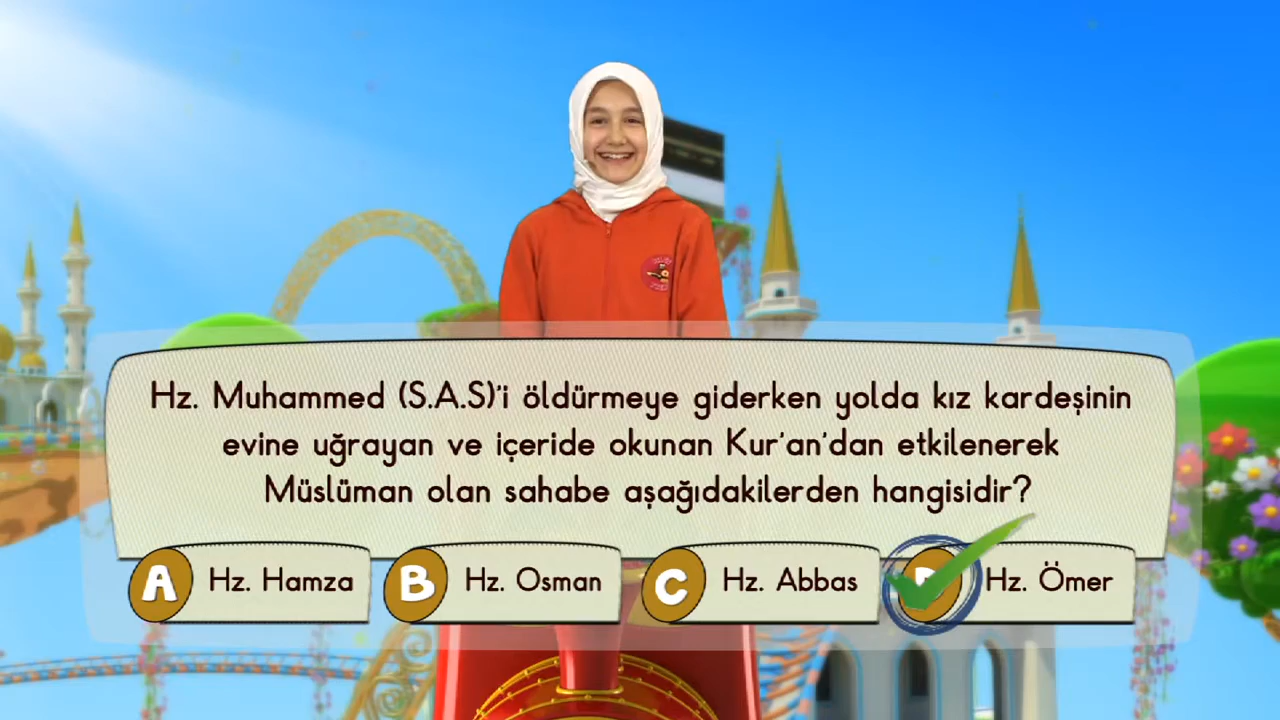 Hz. Muhammed (S.A.S)'i öldürmeye giderken yolda kız kardeşinin
evine uğrayan ve içeride okunan Kur'an'dan etkilenerek
Müslüman olan sahabe aşağıdakilerden hangisidir?
A Hz. Hamza
B Hz. Osman
C Hz. Abbas
D Hz. Ömer